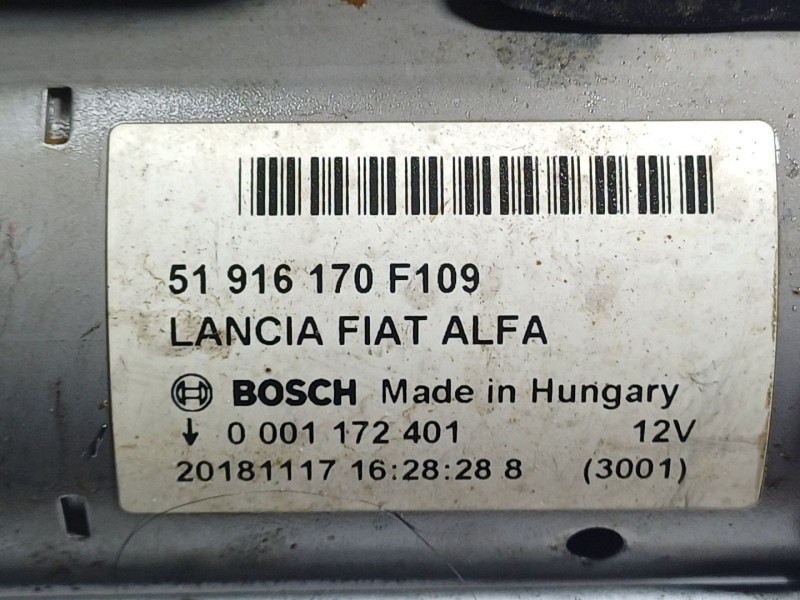 51 916 170 F109
LANCIA FIAT ALFA
BOSCH Made in Hungary
↓ 0 001 172 401 12V
20181117 16:28:28 8 (3001)